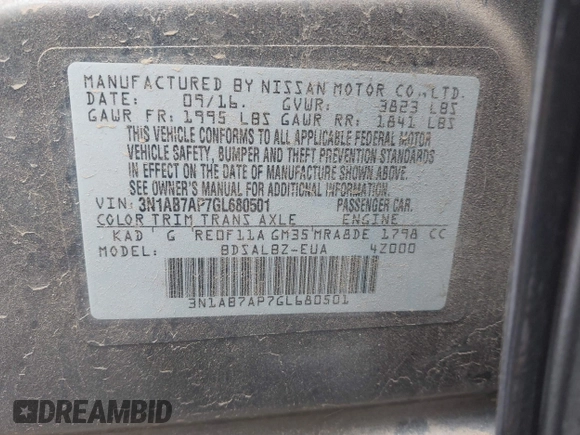 MANUFACTURED BY NISSAN MOTOR CO.,LTD.
DATE: 09/16. GVWR: 3823 LBS
GAWR FR: 1995 LBS GAWR RR: 1841 LBS
THIS VEHICLE CONFORMS TO ALL APPLICABLE FEDERAL MOTOR
VEHICLE SAFETY, BUMPER AND THEFT PREVENTION STANDARDS
IN EFFECT ON THE DATE OF MANUFACTURE SHOWN ABOVE.
SEE OWNER'S MANUAL FOR ADDITIONAL INFORMATION.
VIN: 3N1AB7AP7GL680501 PASSENGER CAR.
COLOR TRIM TRANS AXLE ENGINE
KAD G RE0F11A GM35 MRA8DE 1798 CC
MODEL: BDSALBZ-EUA 4Z000
3N1AB7AP7GL680501
DREAMBID